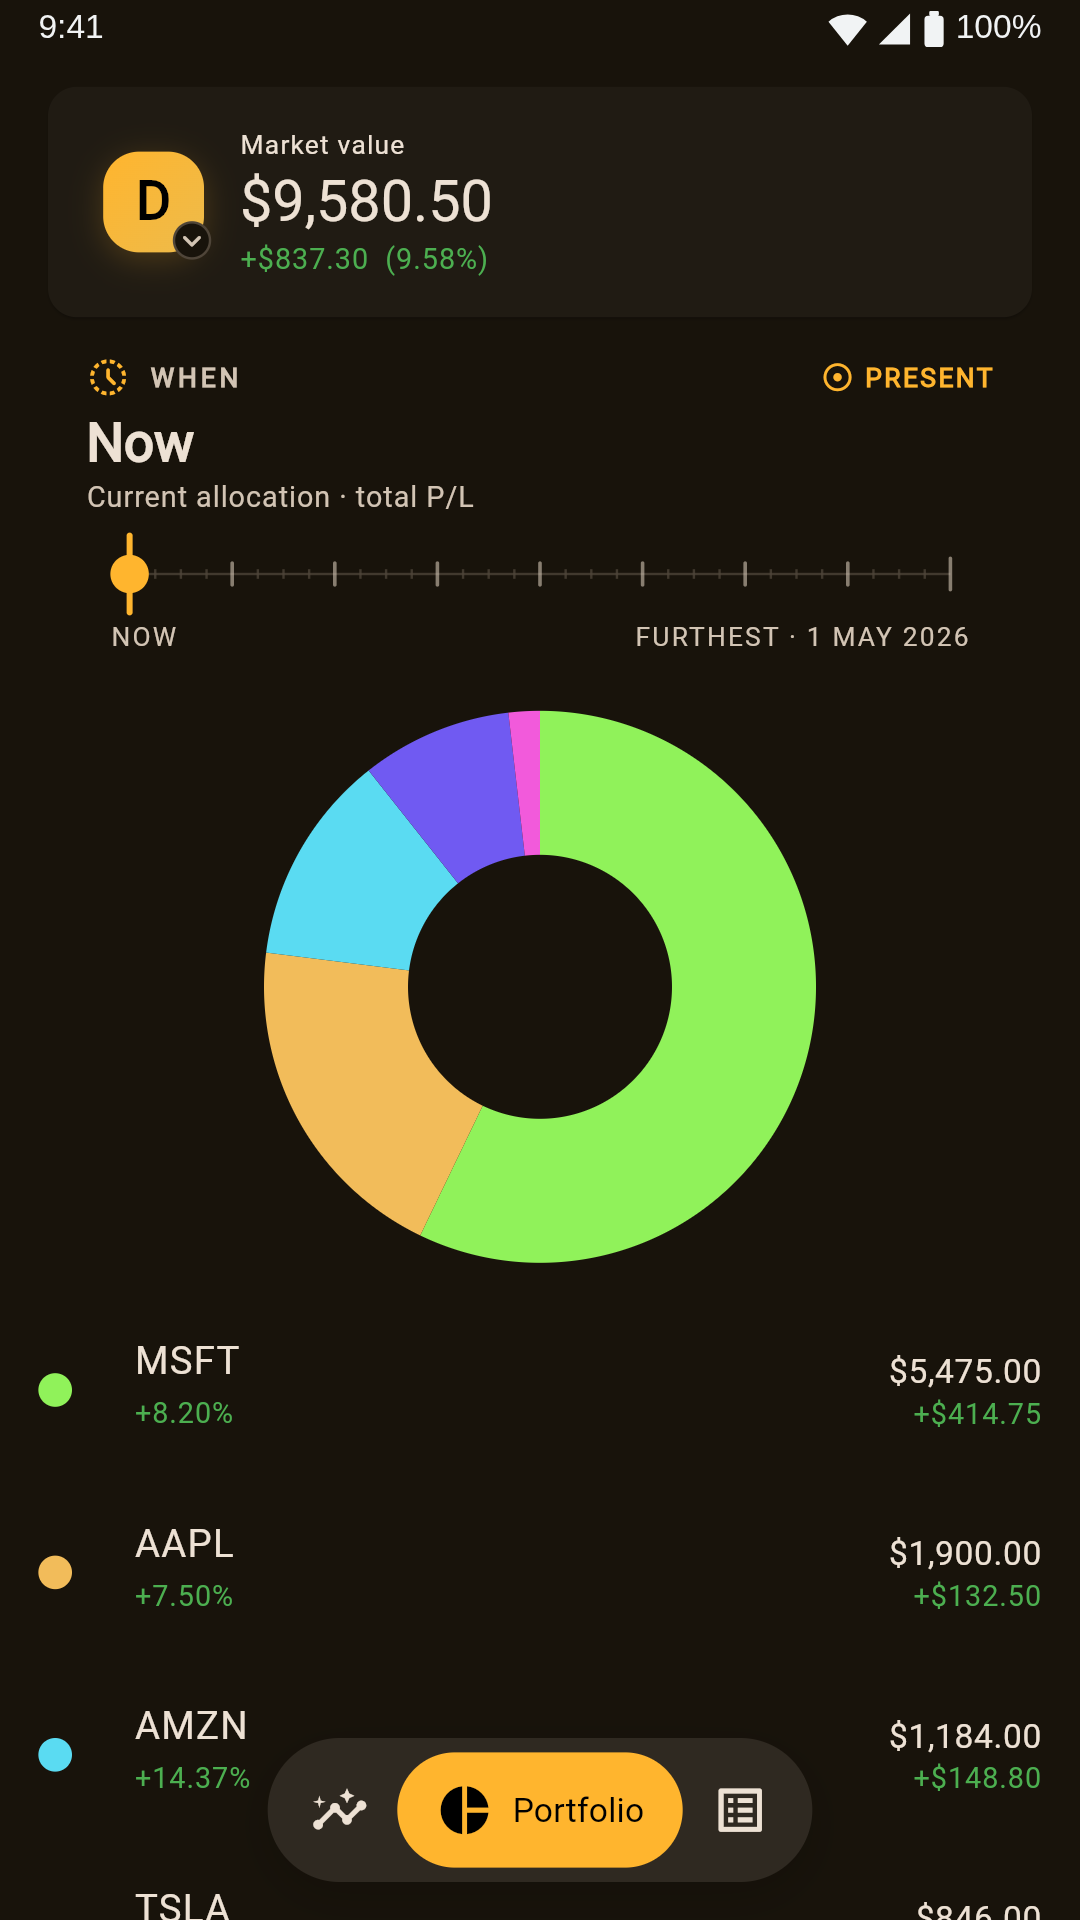 9:41
100%
Market value
D
$9,580.50
+$837.30 (9.58%)
WHEN
PRESENT
Now
Current allocation · total P/L
NOW
FURTHEST · 1 MAY 2026
MSFT
$5,475.00
+8.20%
+$414.75
AAPL
$1,900.00
+7.50%
+$132.50
AMZN
$1,184.00
+14.37%
+$148.80
Portfolio
TSLA
$846.00